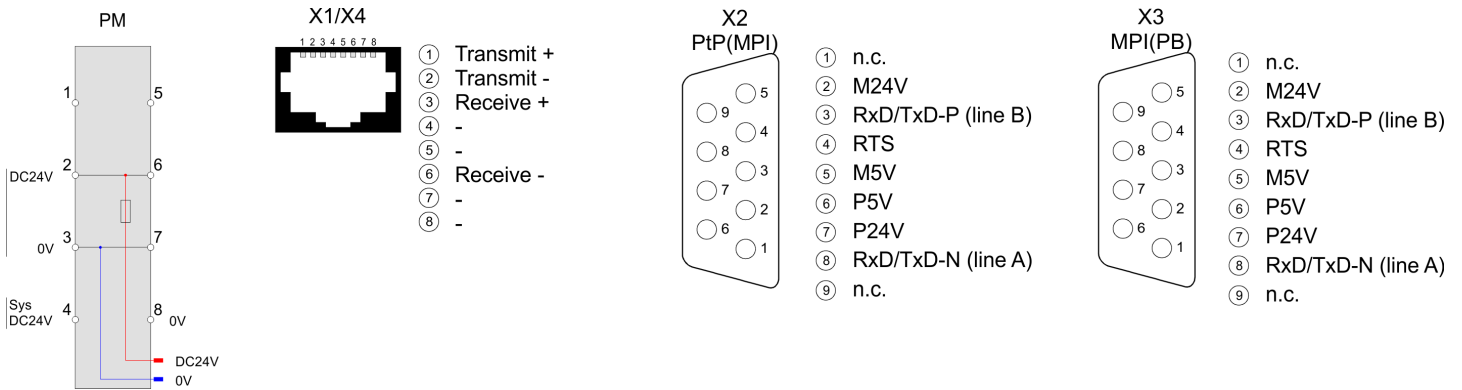 PM
1
5
2
6
DC24V
3
7
0V
Sys
DC24V
4
8
0V
DC24V
0V
X1/X4
1 2 3 4 5 6 7 8
1 Transmit +
2 Transmit -
3 Receive +
4 -
5 -
6 Receive -
7 -
8 -
X2
PtP(MPI)
5
9
4
8
3
7
2
6
1
1 n.c.
2 M24V
3 RxD/TxD-P (line B)
4 RTS
5 M5V
6 P5V
7 P24V
8 RxD/TxD-N (line A)
9 n.c.
X3
MPI(PB)
5
9
4
8
3
7
2
6
1
1 n.c.
2 M24V
3 RxD/TxD-P (line B)
4 RTS
5 M5V
6 P5V
7 P24V
8 RxD/TxD-N (line A)
9 n.c.